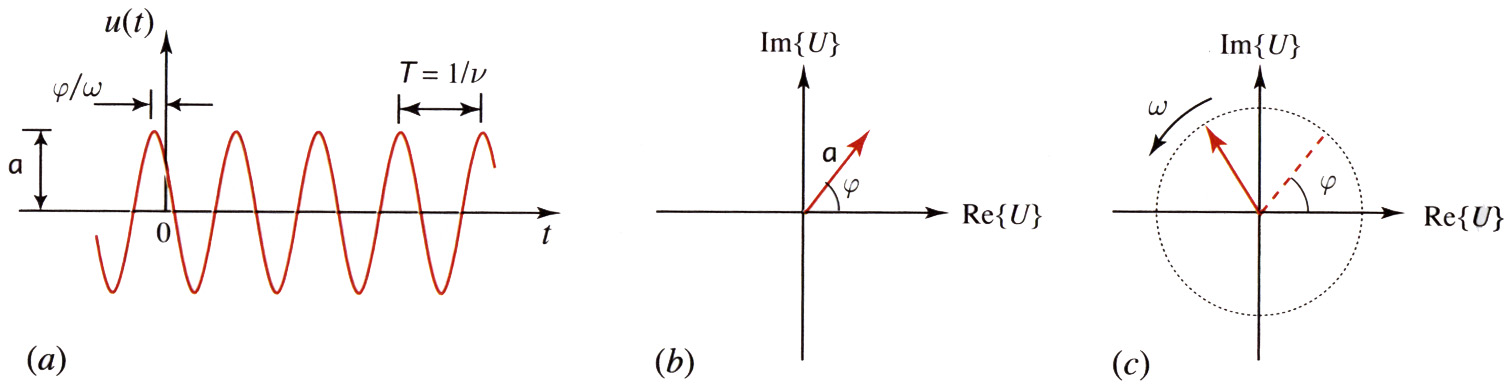 u(t)
φ/ω
T = 1/ν
a
0
t
(a)
Im{U}
a
φ
Re{U}
(b)
Im{U}
ω
φ
Re{U}
(c)